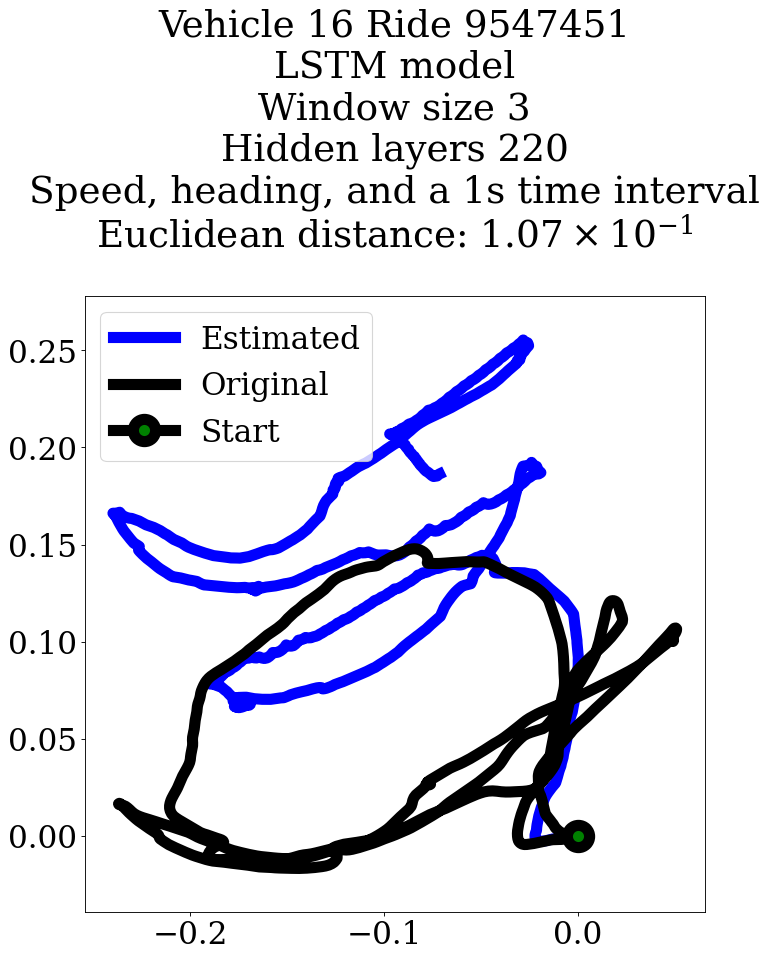 Vehicle 16 Ride 9547451
LSTM model
Window size 3
Hidden layers 220
Speed, heading, and a 1s time interval
Euclidean distance: 1.07 × 10⁻¹
Estimated
Original
Start
0.25
0.20
0.15
0.10
0.05
0.00
−0.2 −0.1 0.0